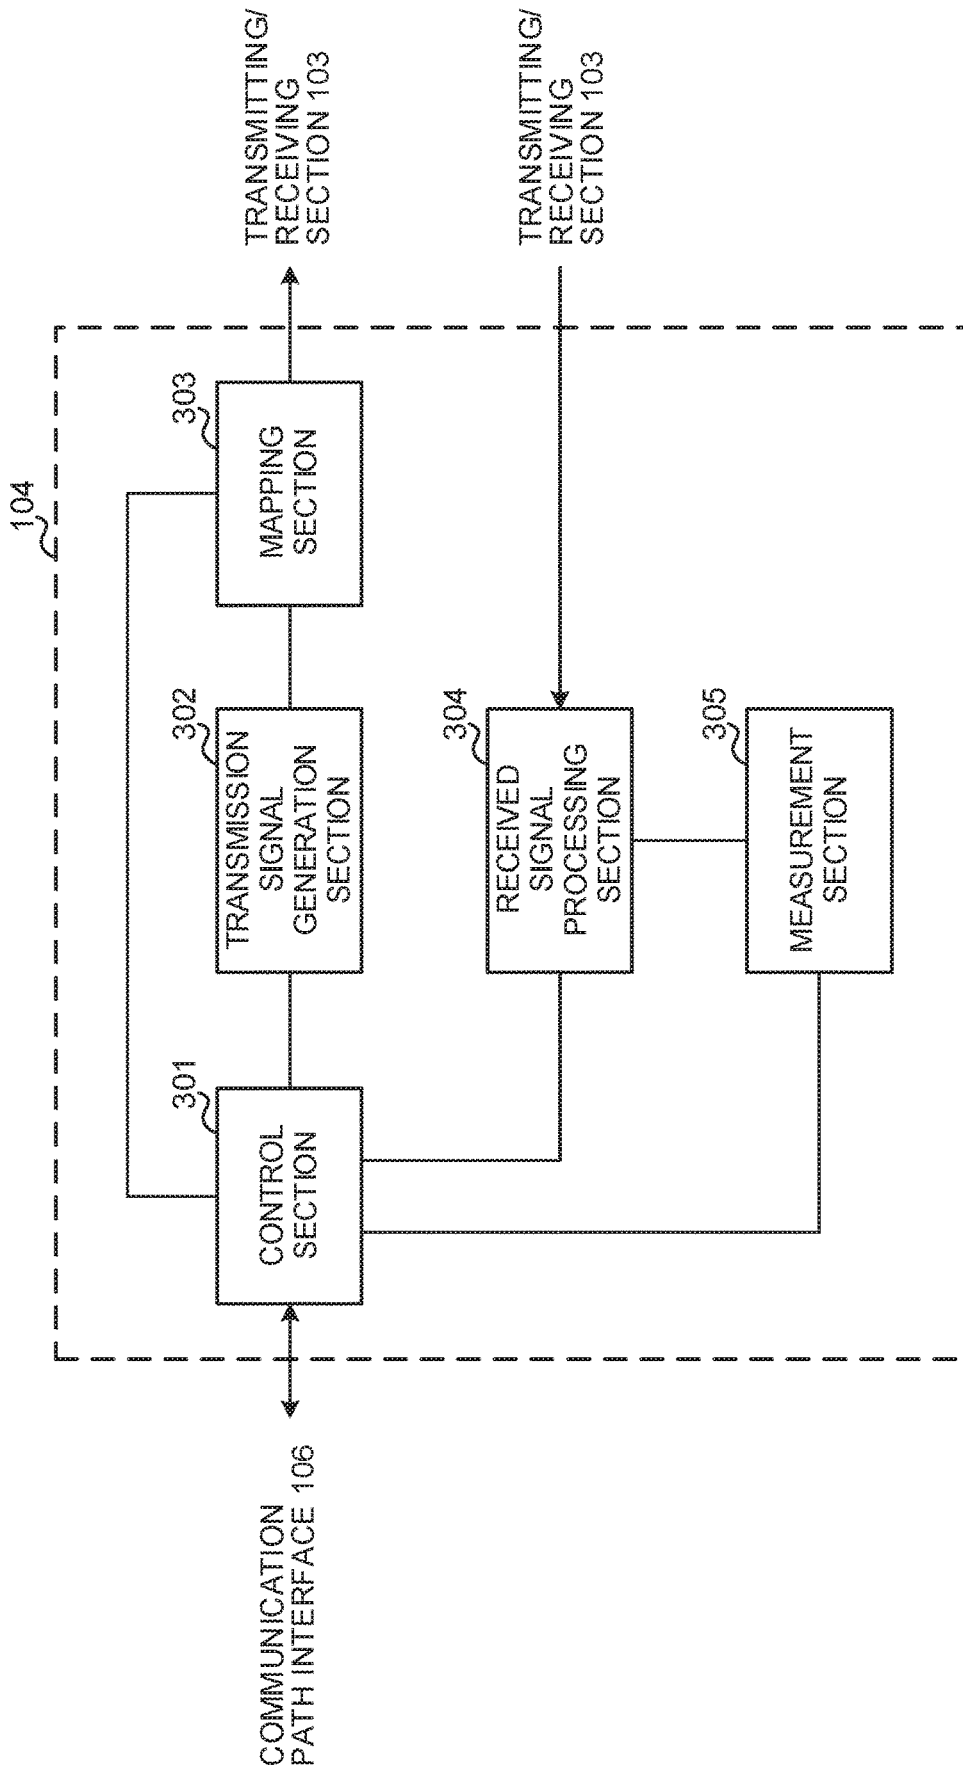 104
TRANSMITTING/
RECEIVING
SECTION 103
303
MAPPING
SECTION
302
TRANSMISSION
SIGNAL
GENERATION
SECTION
301
CONTROL
SECTION
COMMUNICATION
PATH INTERFACE 106
TRANSMITTING/
RECEIVING
SECTION 103
304
RECEIVED
SIGNAL
PROCESSING
SECTION
305
MEASUREMENT
SECTION